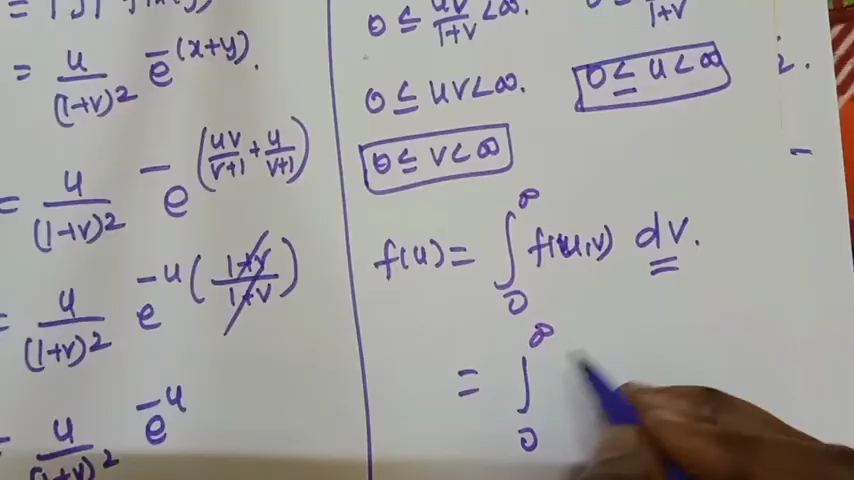 = |J| f(x,y)
= u/(1+v)² e^-(x+y).
= u/(1+v)² e^-(uv/v+1 + u/v+1)
= u/(1+v)² e^-u(1+v/1+v)
= u/(1+v)² e^-u
0 ≤ uv/1+v < ∞.
1+v
0 ≤ uv < ∞.
0 ≤ u < ∞
0 ≤ v < ∞
f(u) = ∫₀^∞ f(u,v) dv.
= ∫₀^∞